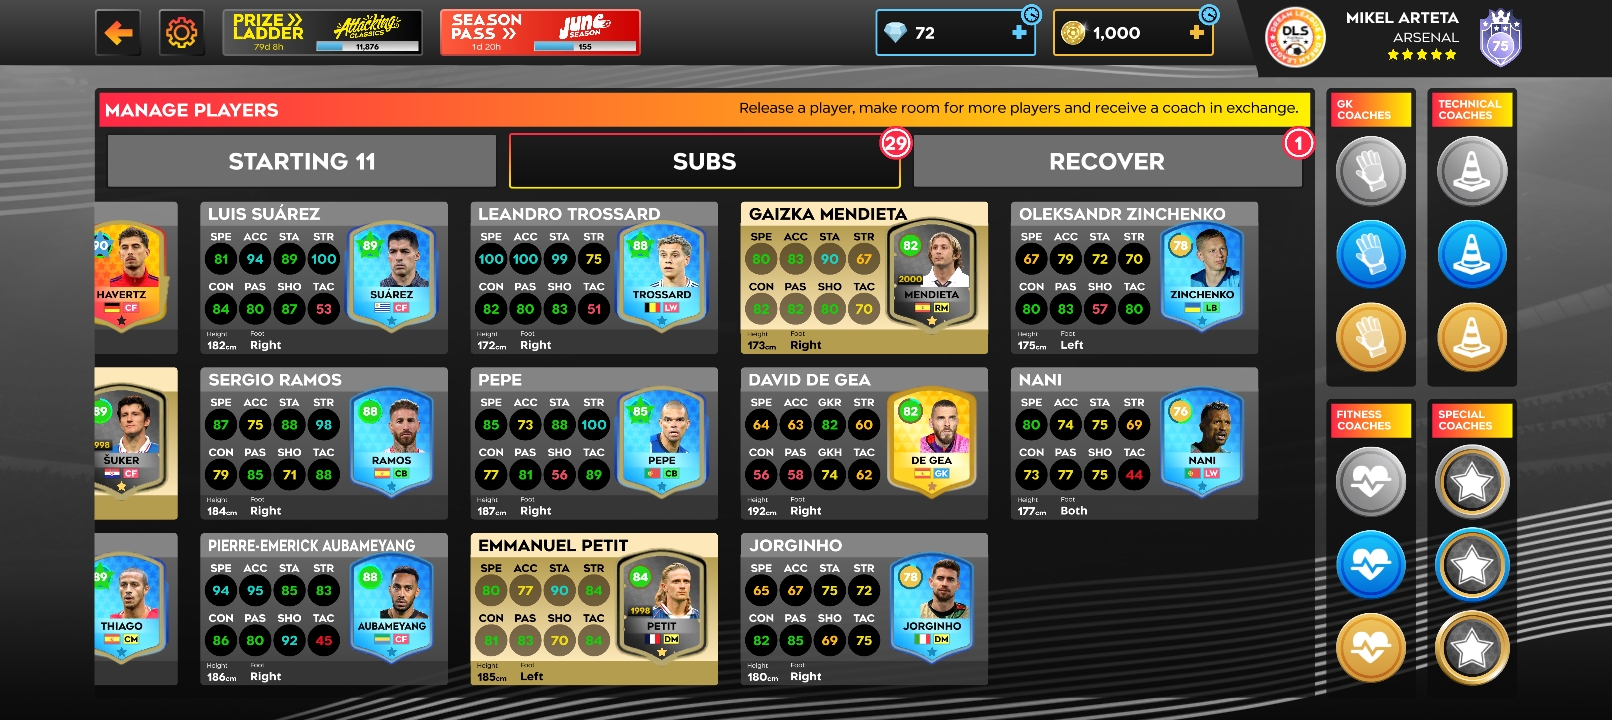 PRIZE
LADDER
79d 8h
Attacking
CLASSICS
11,876
SEASON
PASS
1d 20h
June
SEASON
155
72
1,000
DREAM LEAGUE
DLS
MIKEL ARTETA
ARSENAL
75
MANAGE PLAYERS
Release a player, make room for more players and receive a coach in exchange.
STARTING 11
SUBS
29
RECOVER
1
90
HAVERTZ
CF
LUIS SUÁREZ
SPE ACC STA STR
81 94 89 100
CON PAS SHO TAC
84 80 87 53
Height Foot
182cm Right
89
SUÁREZ
CF
LEANDRO TROSSARD
SPE ACC STA STR
100 100 99 75
CON PAS SHO TAC
82 80 83 51
Height Foot
172cm Right
88
TROSSARD
LW
GAIZKA MENDIETA
SPE ACC STA STR
80 83 90 67
CON PAS SHO TAC
82 82 80 70
Height Foot
173cm Right
82
2000
MENDIETA
RM
OLEKSANDR ZINCHENKO
SPE ACC STA STR
67 79 72 70
CON PAS SHO TAC
80 83 57 80
Height Foot
175cm Left
78
ZINCHENKO
LB
89
998
ŠUKER
CF
SERGIO RAMOS
SPE ACC STA STR
87 75 88 98
CON PAS SHO TAC
79 85 71 88
Height Foot
184cm Right
88
RAMOS
CB
PEPE
SPE ACC STA STR
85 73 88 100
CON PAS SHO TAC
77 81 56 89
Height Foot
187cm Right
85
PEPE
CB
DAVID DE GEA
SPE ACC GKR STR
64 63 82 60
CON PAS GKH TAC
56 58 74 62
Height Foot
192cm Right
82
DE GEA
GK
NANI
SPE ACC STA STR
80 74 75 69
CON PAS SHO TAC
73 77 75 44
Height Foot
177cm Both
76
NANI
LW
89
THIAGO
CM
PIERRE-EMERICK AUBAMEYANG
SPE ACC STA STR
94 95 85 83
CON PAS SHO TAC
86 80 92 45
Height Foot
186cm Right
88
AUBAMEYANG
CF
EMMANUEL PETIT
SPE ACC STA STR
80 77 90 84
CON PAS SHO TAC
81 83 70 84
Height Foot
185cm Left
84
1998
PETIT
DM
JORGINHO
SPE ACC STA STR
65 67 75 72
CON PAS SHO TAC
82 85 69 75
Height Foot
180cm Right
78
JORGINHO
DM
GK
COACHES
TECHNICAL
COACHES
FITNESS
COACHES
SPECIAL
COACHES